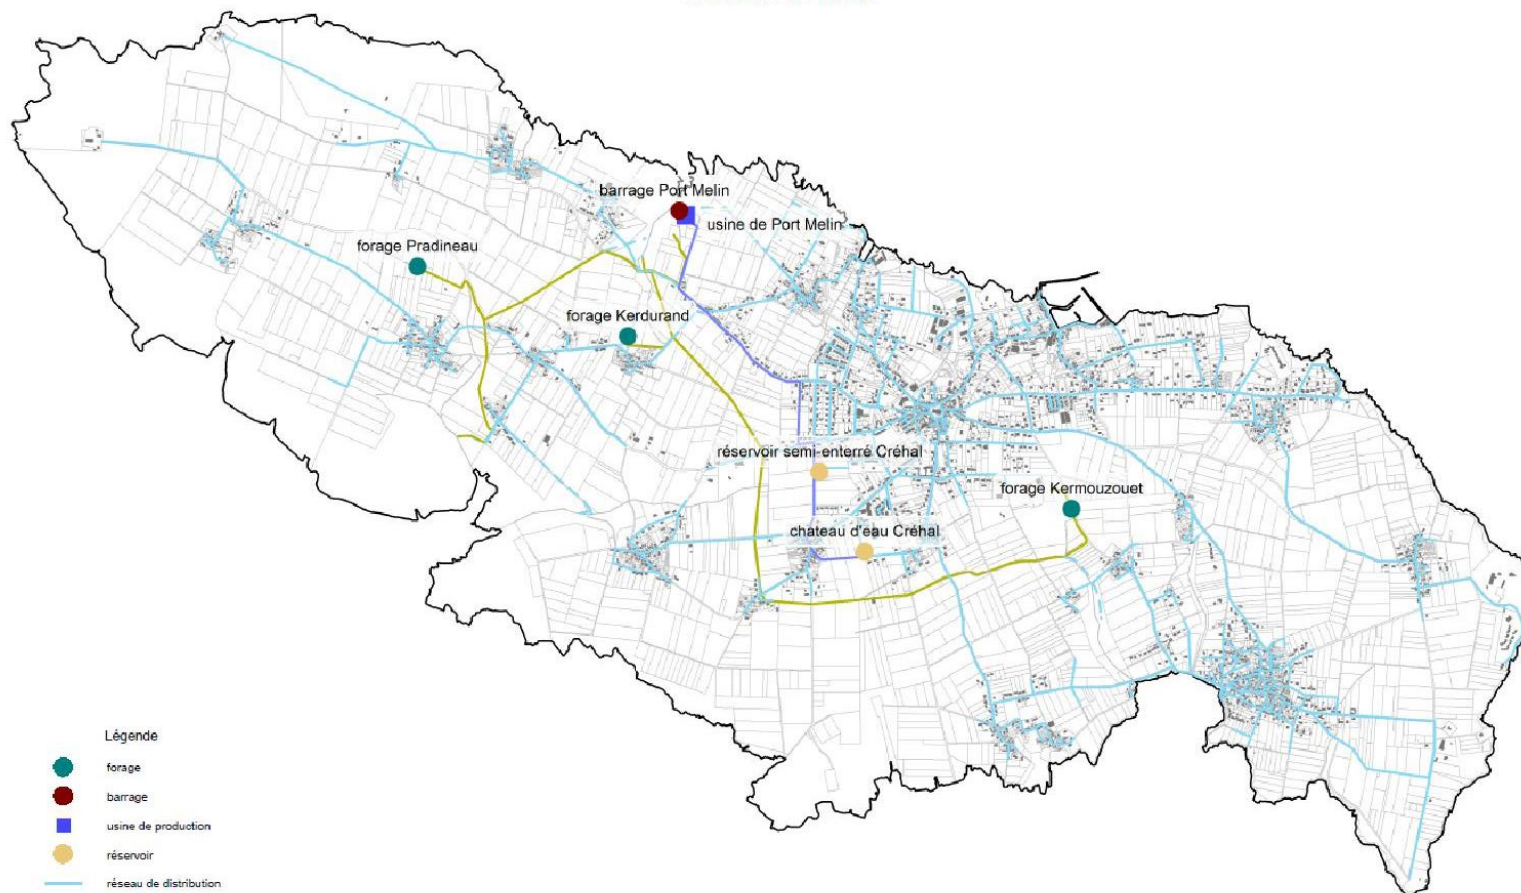 barrage Port Melin
usine de Port Melin
forage Pradineau
forage Kerdurand
réservoir semi-enterré Créhal
forage Kermouzouet
chateau d'eau Créhal
Légende
forage
barrage
usine de production
réservoir
réseau de distribution